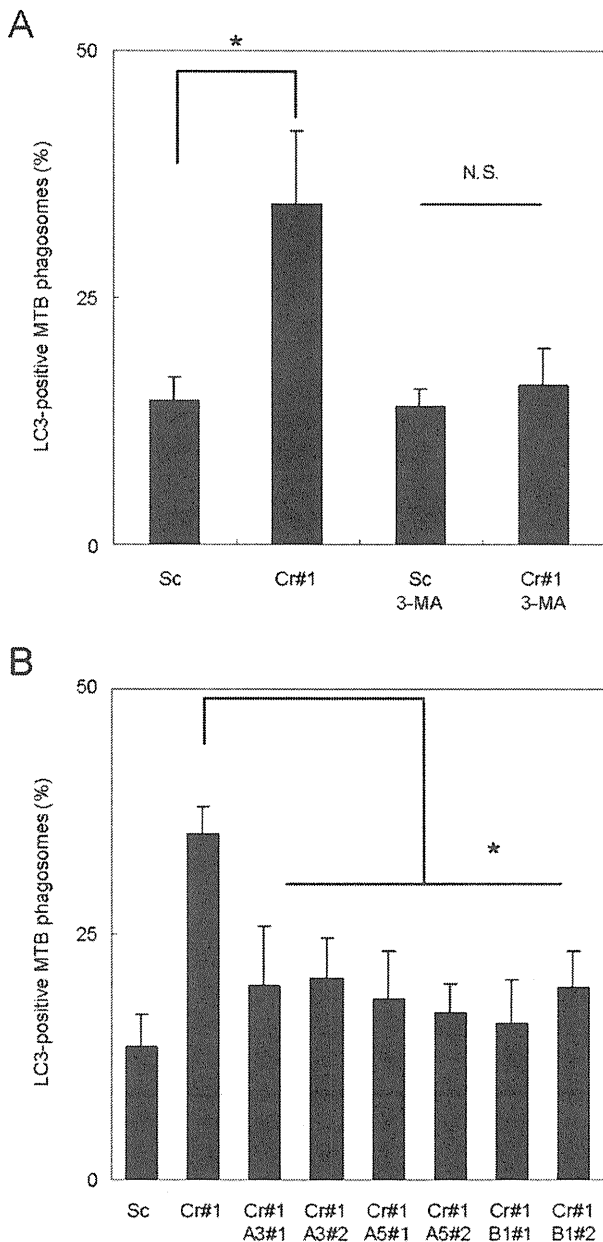 A
50
*
N.S.
LC3-positive MTB phagosomes (%)
25
0
Sc Cr#1 Sc Cr#1
3-MA 3-MA
B
50
*
LC3-positive MTB phagosomes (%)
25
0
Sc Cr#1 Cr#1 Cr#1 Cr#1 Cr#1 Cr#1 Cr#1
A3#1 A3#2 A5#1 A5#2 B1#1 B1#2